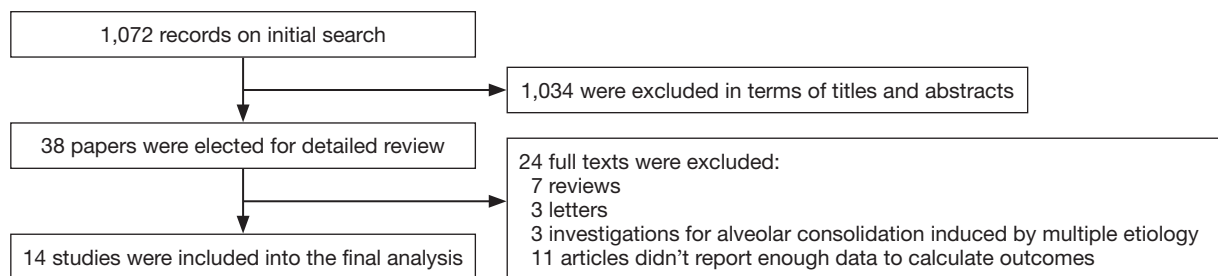 1,072 records on initial search
1,034 were excluded in terms of titles and abstracts
38 papers were elected for detailed review
24 full texts were excluded:
7 reviews
3 letters
3 investigations for alveolar consolidation induced by multiple etiology
11 articles didn't report enough data to calculate outcomes
14 studies were included into the final analysis